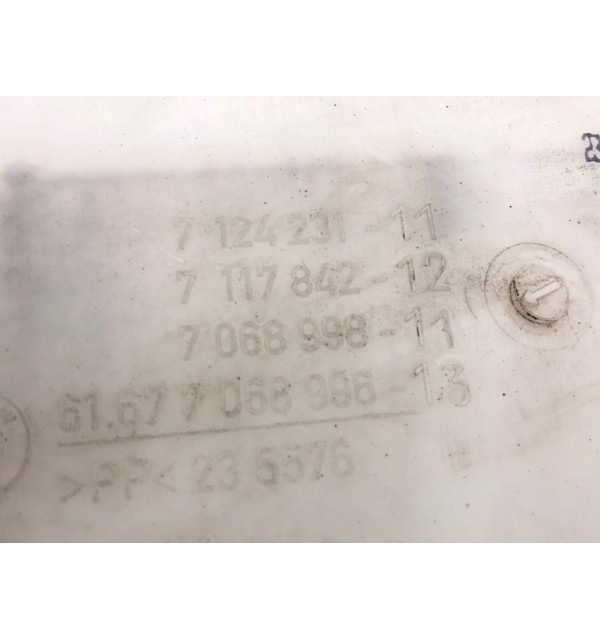 7 124 231 - 11
7 117 842 - 12
7 068 998 - 11
61.67 7 068 996 - 13
>PP< 23 6576